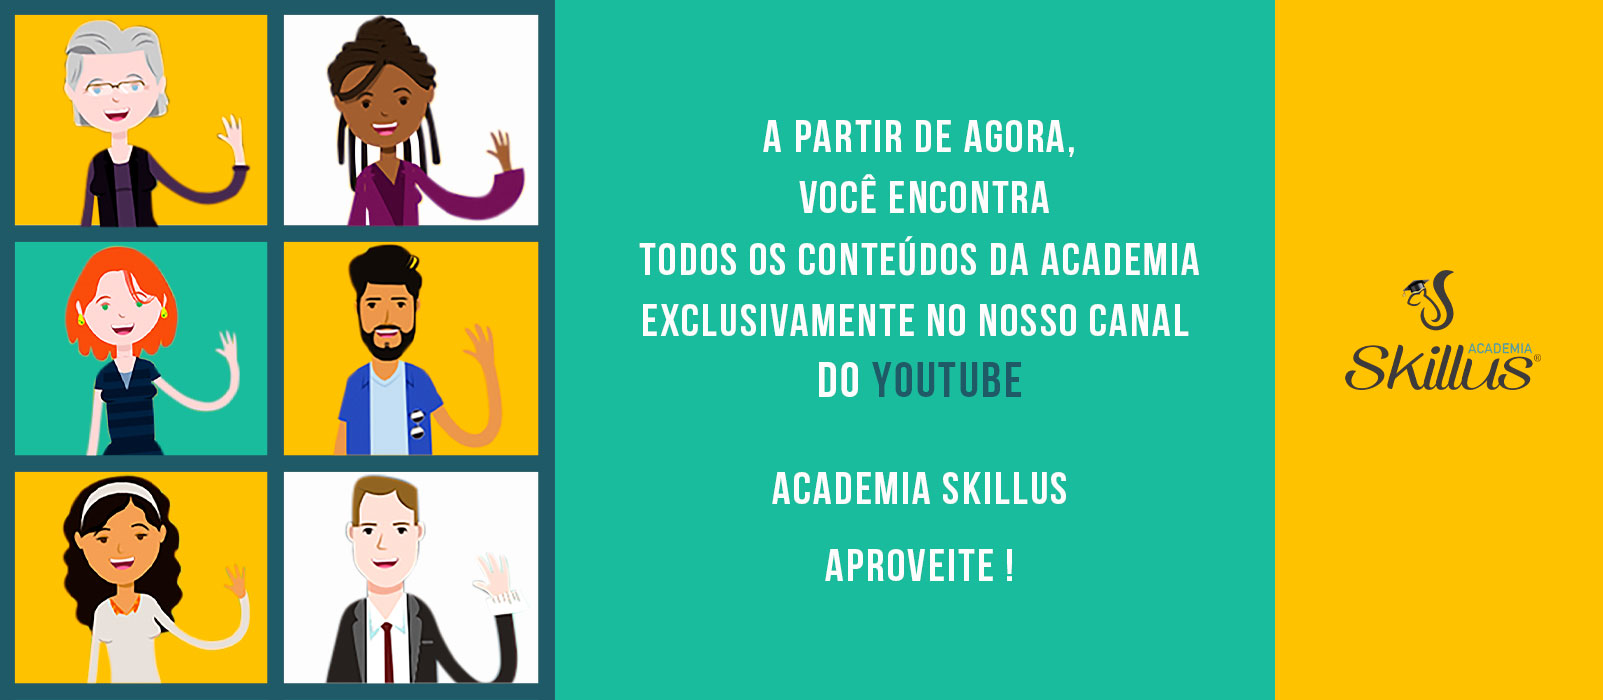 A PARTIR DE AGORA,
VOCÊ ENCONTRA
TODOS OS CONTEÚDOS DA ACADEMIA
EXCLUSIVAMENTE NO NOSSO CANAL
DO YOUTUBE
ACADEMIA SKILLUS
APROVEITE !
ACADEMIA
Skillus®